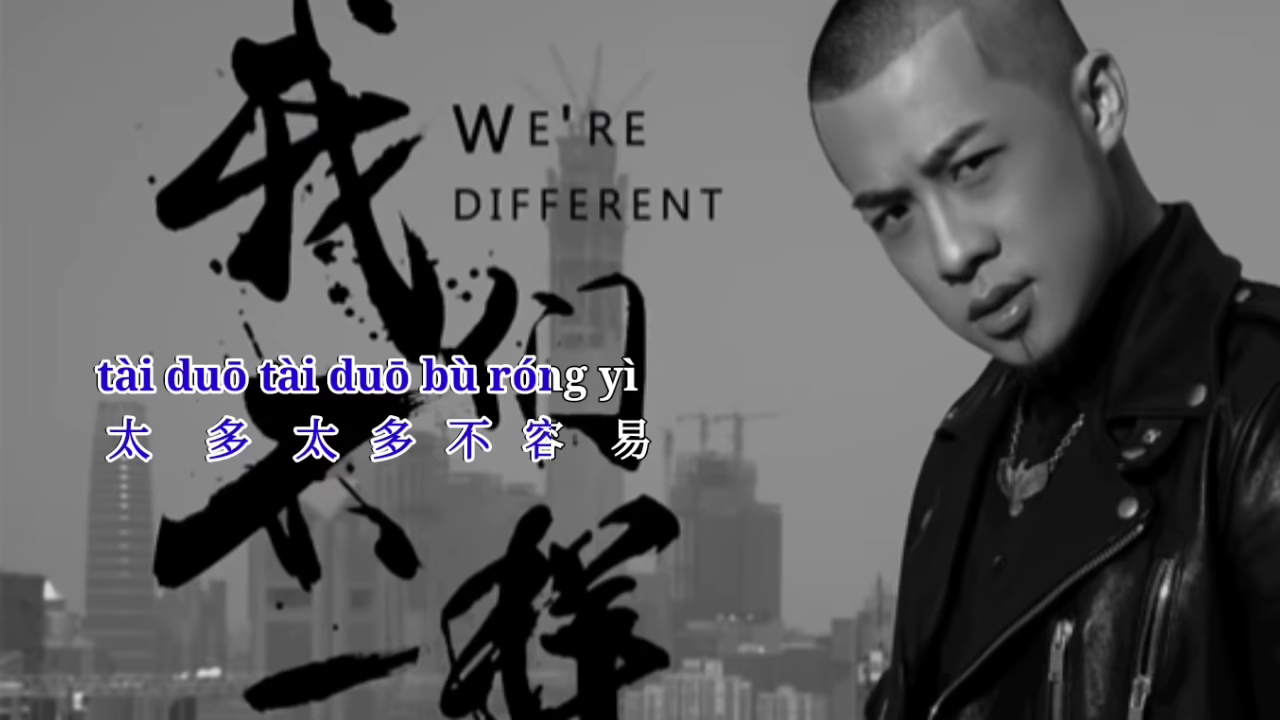 我们
不一样
WE'RE
DIFFERENT
tài duō tài duō bù róng yì
太 多 太 多 不 容 易